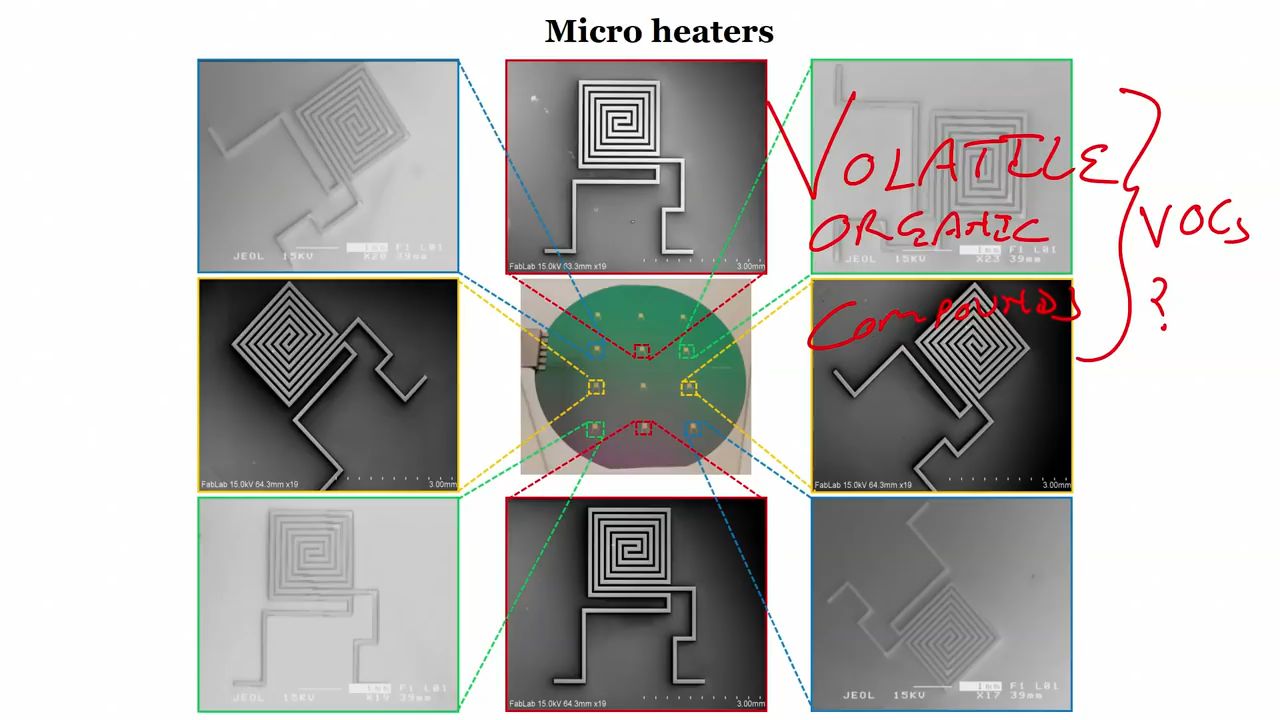 Micro heaters
JEOL 15KV X20 1mm 39mm F1 L01
FabLab 15.0kV 63.3mm x19 3.00mm
X23 1mm 39mm F1 L01
VOLATILE
ORGANIC
COMPOUNDS
VOCs
?
FabLab 15.0kV 64.3mm x19 3.00mm
FabLab 15.0kV 64.3mm x19 3.00mm
JEOL 15KV X19 1mm 39mm F1 L01
FabLab 15.0kV 64.3mm x19 3.00mm
JEOL 15KV X17 1mm 39mm F1 L01